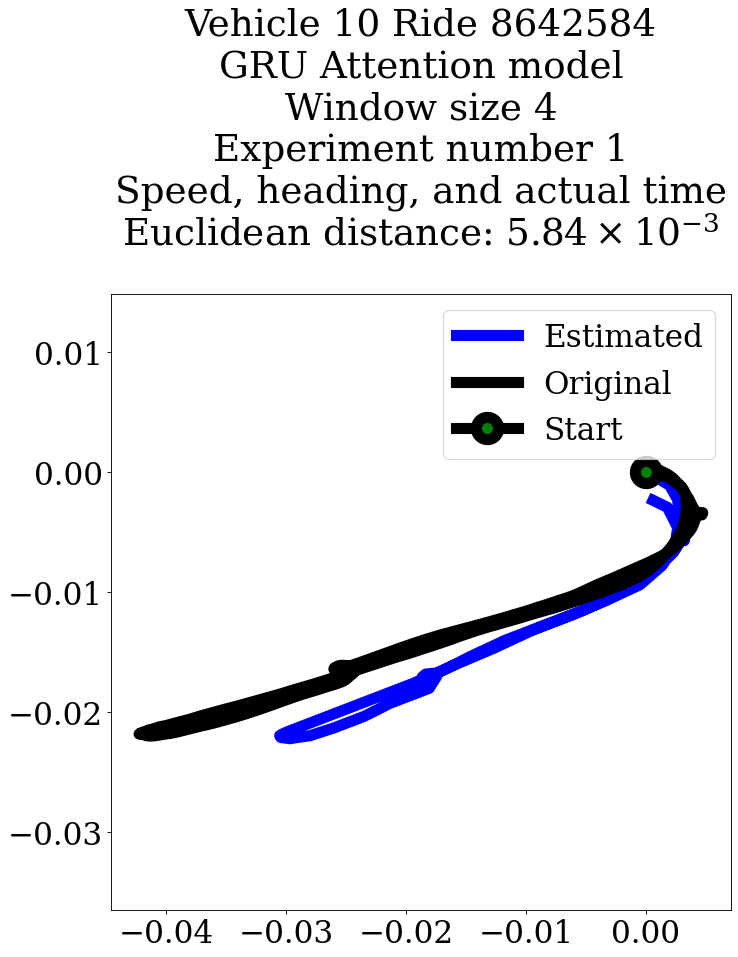 Vehicle 10 Ride 8642584
GRU Attention model
Window size 4
Experiment number 1
Speed, heading, and actual time
Euclidean distance: 5.84 × 10⁻³
Estimated
Original
Start
0.01
0.00
−0.01
−0.02
−0.03
−0.04 −0.03 −0.02 −0.01 0.00